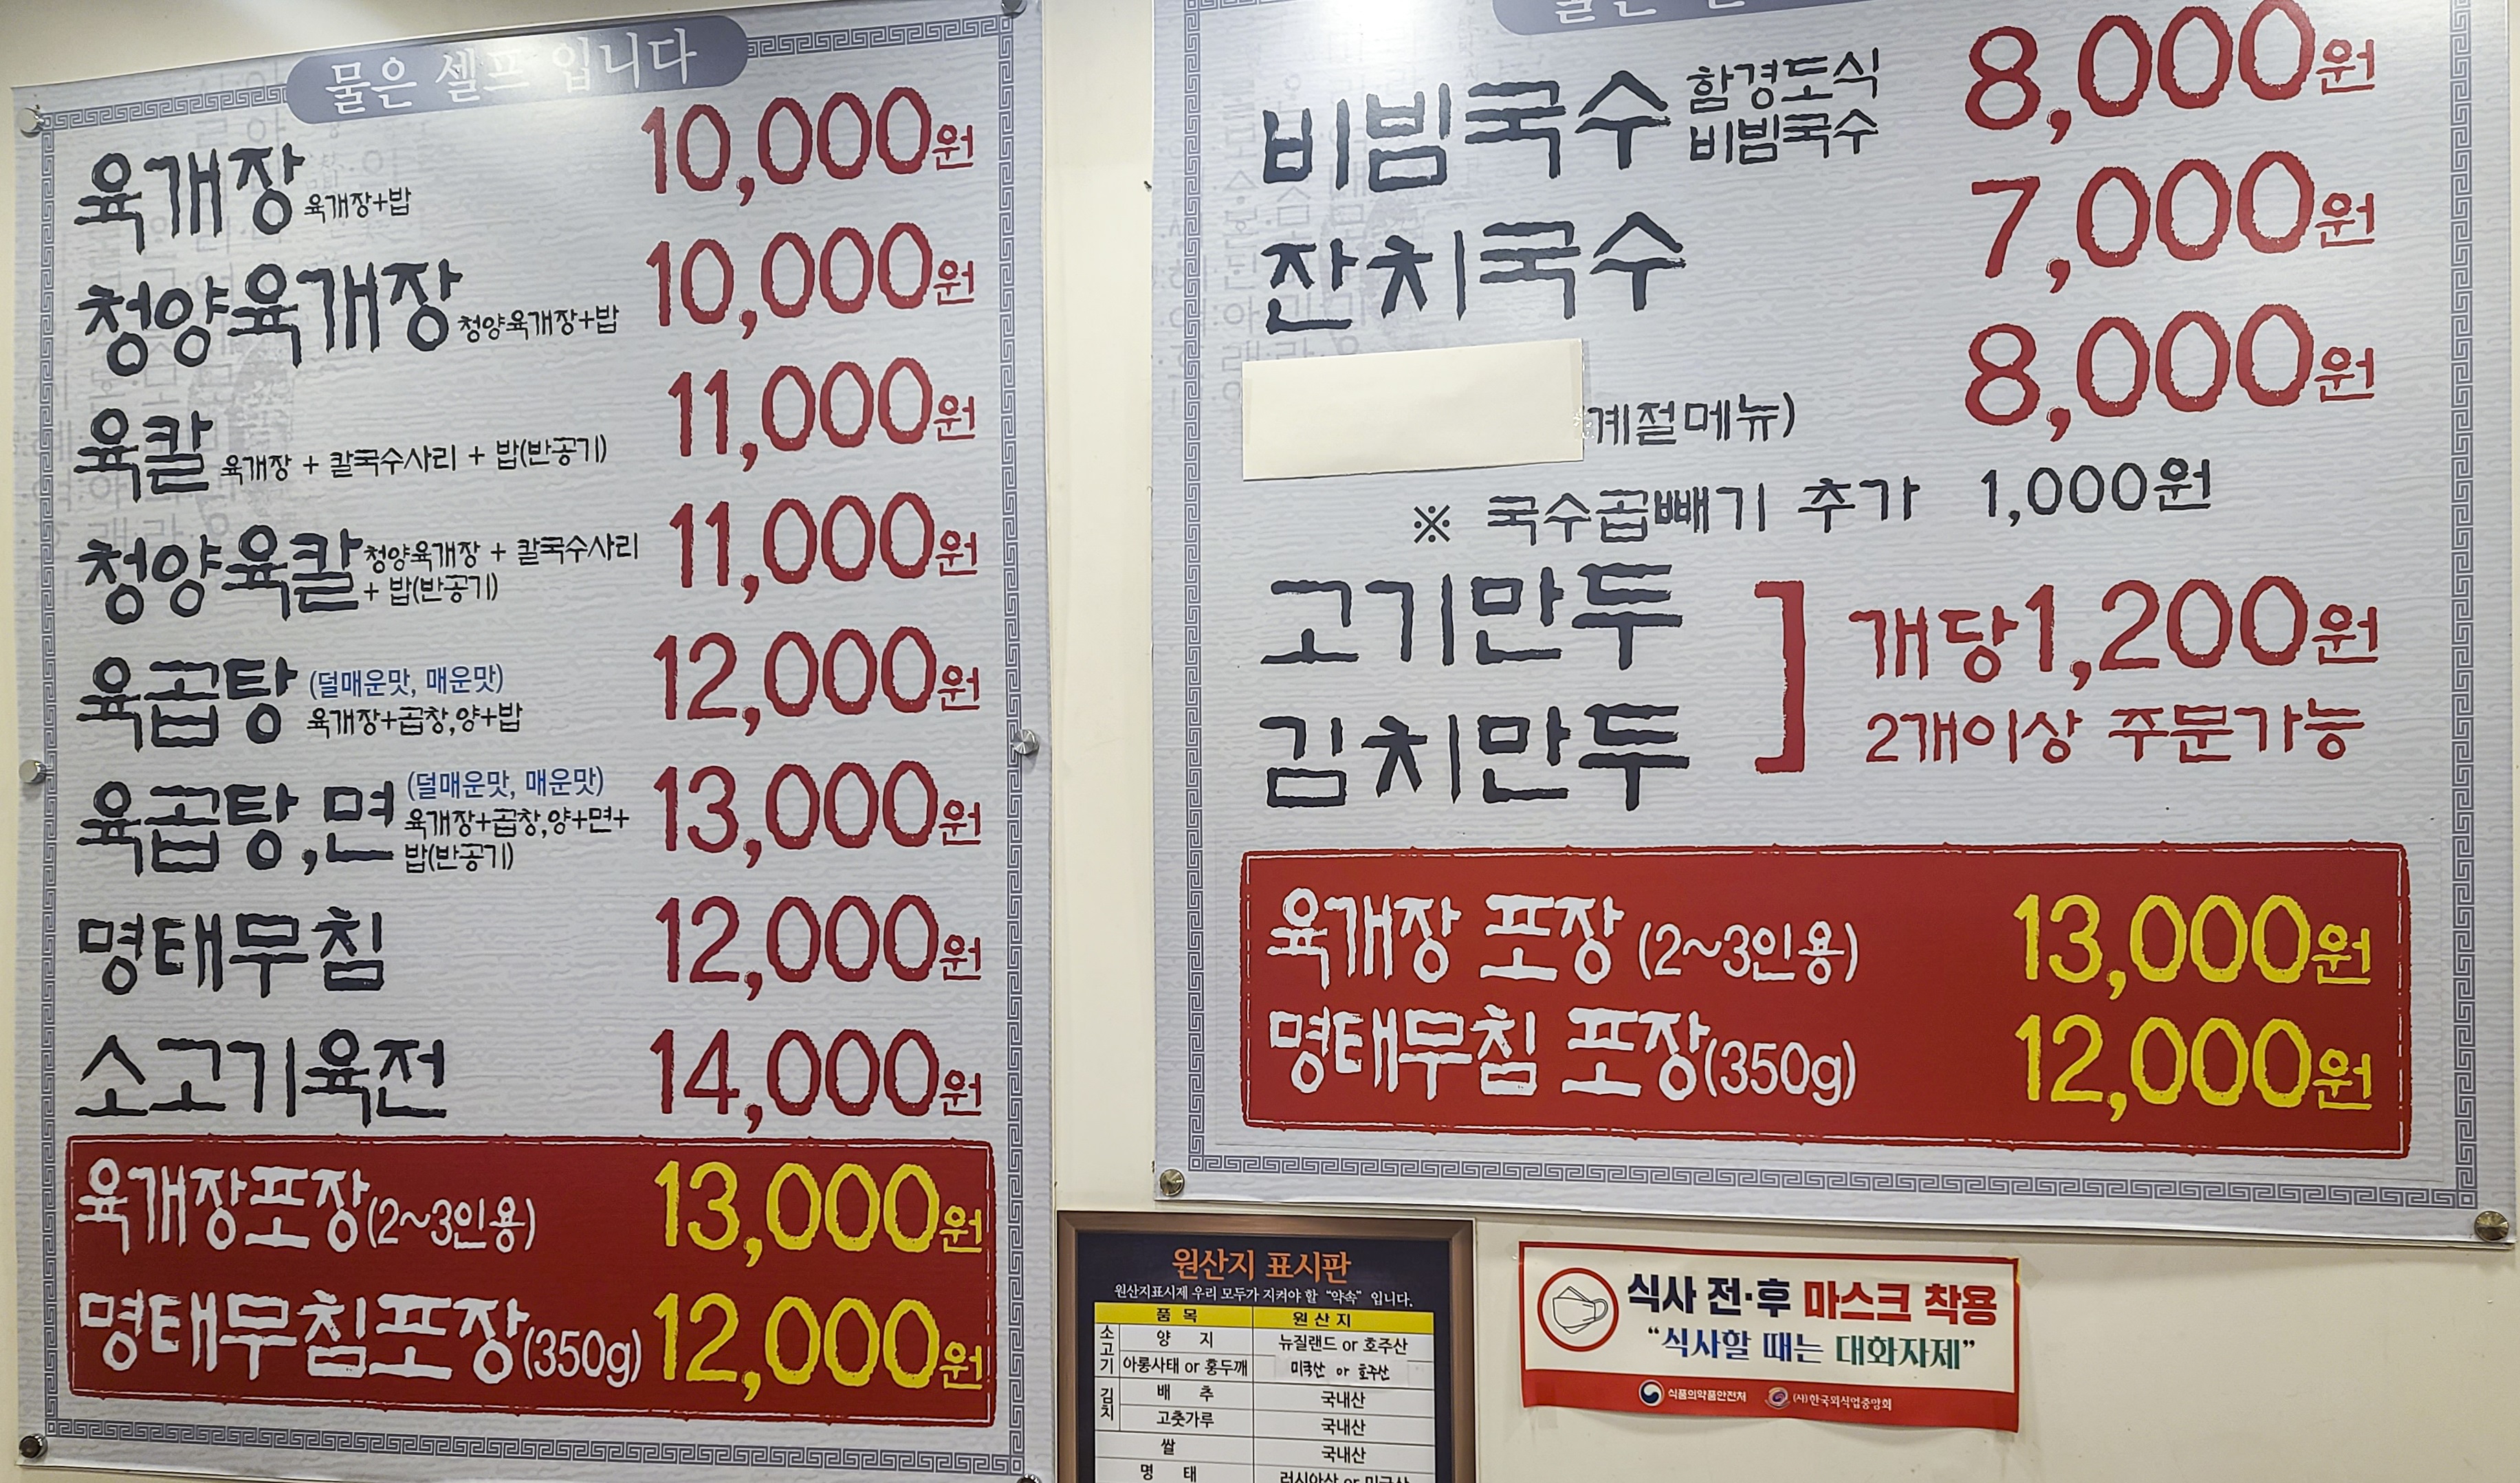 물은 셀프 입니다
육개장 육개장+밥 10,000원
청양육개장 청양육개장+밥 10,000원
육칼 육개장 + 칼국수사리 + 밥(반공기) 11,000원
청양육칼 청양육개장 + 칼국수사리 11,000원
+ 밥(반공기)
육곱탕 (덜매운맛, 매운맛) 12,000원
육개장+곱창,양+밥
육곱탕,면 (덜매운맛, 매운맛) 13,000원
육개장+곱창,양+면+
밥(반공기)
명태무침 12,000원
소고기육전 14,000원
육개장포장(2~3인용) 13,000원
명태무침포장(350g) 12,000원
물은
비빔국수 함경도식 8,000원
비빔국수
잔치국수 7,000원
(계절메뉴) 8,000원
※ 국수곱빼기 추가 1,000원
고기만두 개당1,200원
김치만두 2개이상 주문가능
육개장 포장 (2~3인용) 13,000원
명태무침 포장(350g) 12,000원
원산지 표시판
원산지표시제 우리 모두가 지켜야 할 "약속" 입니다.
품 목 원 산 지
소고기 양 지 뉴질랜드 or 호주산
아롱사태 or 홍두깨 미국산 or 호주산
김치 배 추 국내산
고춧가루 국내산
쌀 국내산
명 태 러시아산 or 미국산
식사 전·후 마스크 착용
"식사할 때는 대화자제"
식품의약품안전처 (사)한국외식업중앙회